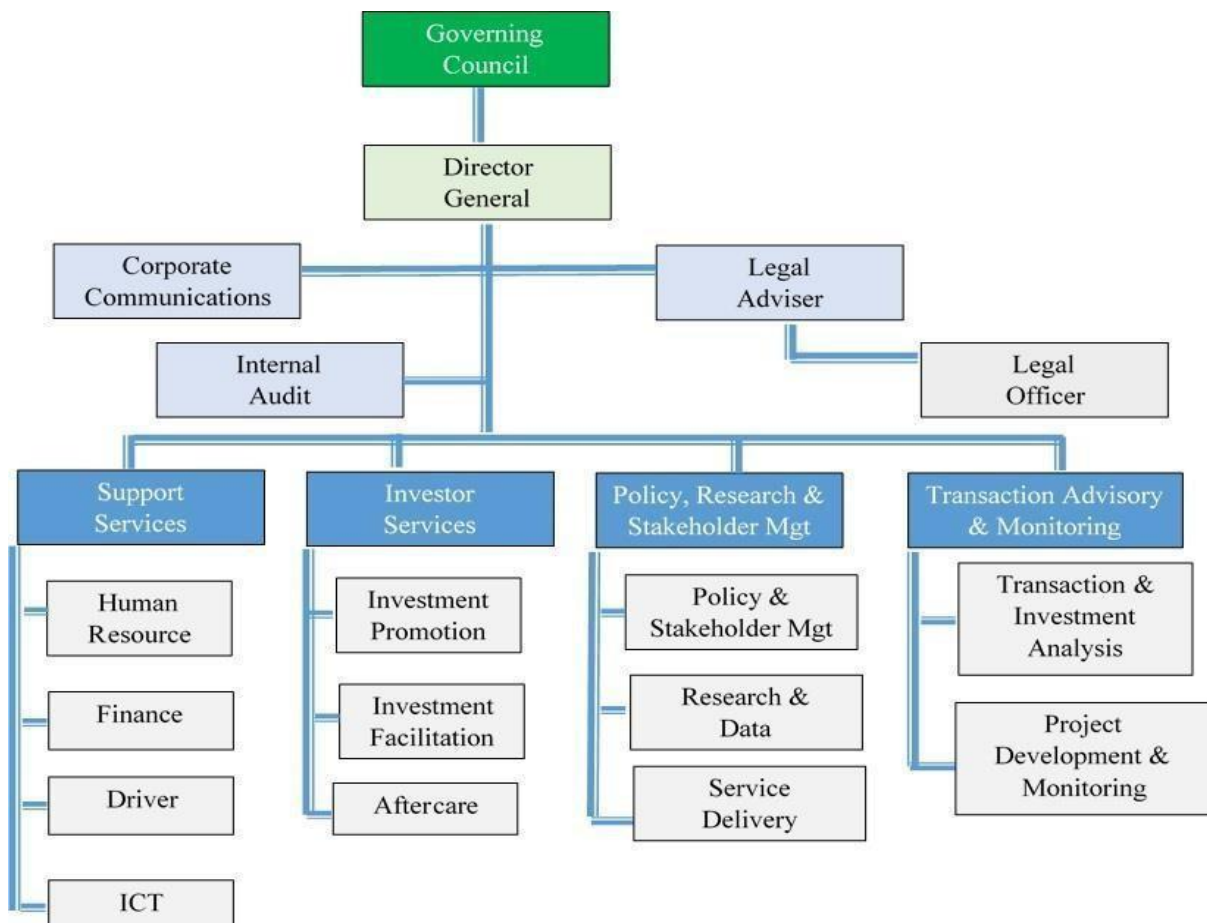 Governing
Council
Director
General
Corporate
Communications
Legal
Adviser
Internal
Audit
Legal
Officer
Support
Services
Investor
Services
Policy, Research &
Stakeholder Mgt
Transaction Advisory
& Monitoring
Human
Resource
Finance
Driver
ICT
Investment
Promotion
Investment
Facilitation
Aftercare
Policy &
Stakeholder Mgt
Research &
Data
Service
Delivery
Transaction &
Investment
Analysis
Project
Development &
Monitoring